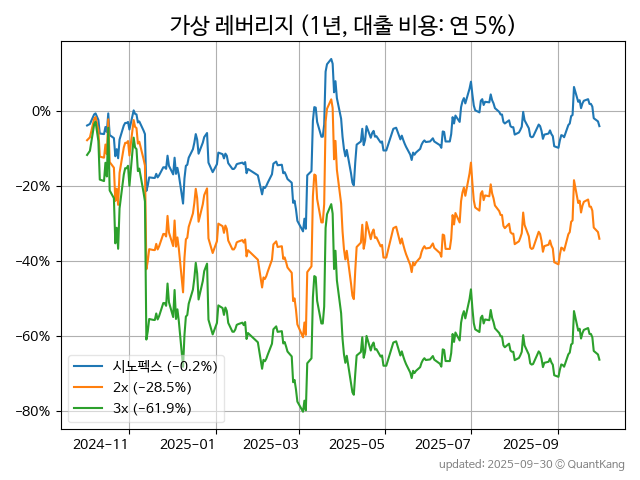 가상 레버리지 (1년, 대출 비용: 연 5%)
0%
−20%
−40%
−60%
−80%
시노펙스 (−0.2%)
2x (−28.5%)
3x (−61.9%)
2024-11 2025-01 2025-03 2025-05 2025-07 2025-09
updated: 2025-09-30 © QuantKang